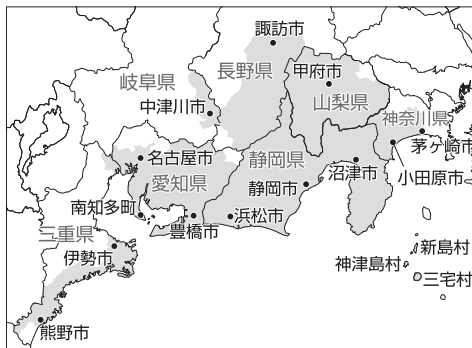 諏訪市
長野県
甲府市
山梨県
岐阜県
中津川市
神奈川県
茅ヶ崎市
小田原市
名古屋市
愛知県
静岡県
静岡市
沼津市
南知多町
豊橋市
浜松市
三重県
伊勢市
熊野市
新島村
神津島村
三宅村